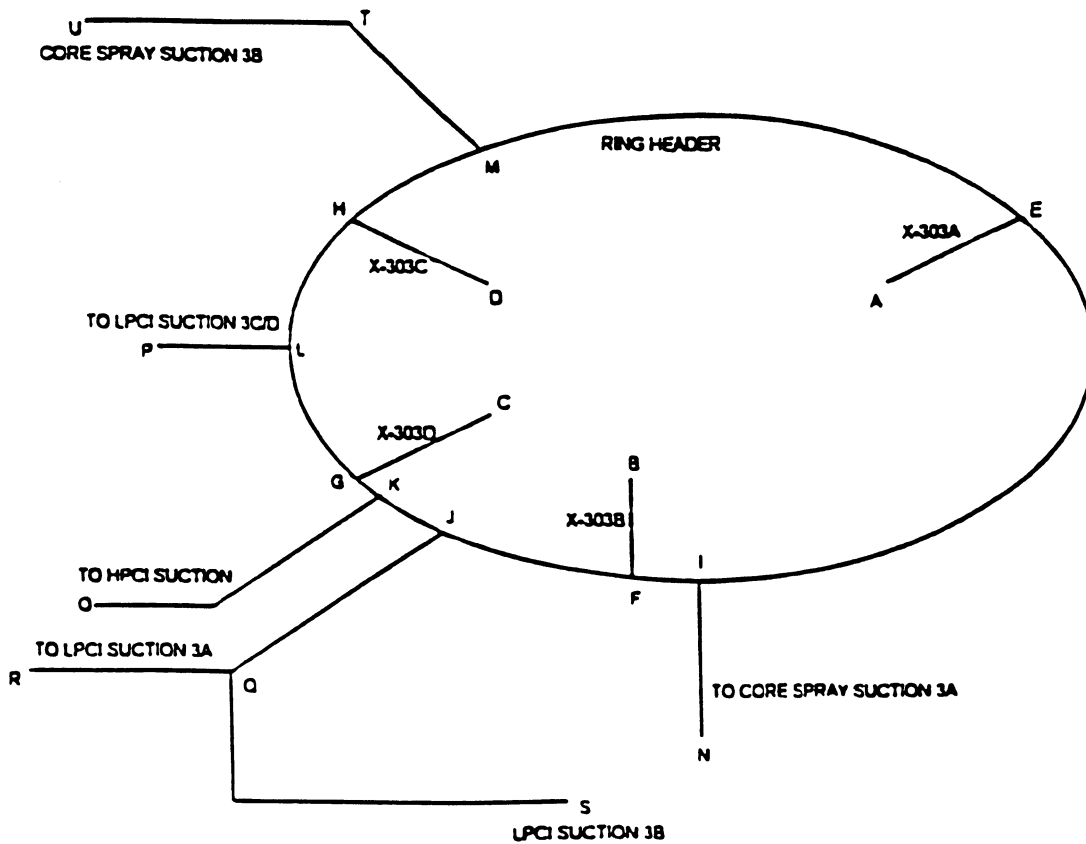 U
T
CORE SPRAY SUCTION 3B
RING HEADER
M
H
E
X-303A
X-303C
D
A
TO LPCI SUCTION 3C/D
P
L
C
X-303D
B
G
K
J
X-303B
I
TO HPCI SUCTION
O
F
TO LPCI SUCTION 3A
R
Q
TO CORE SPRAY SUCTION 3A
N
S
LPCI SUCTION 3B